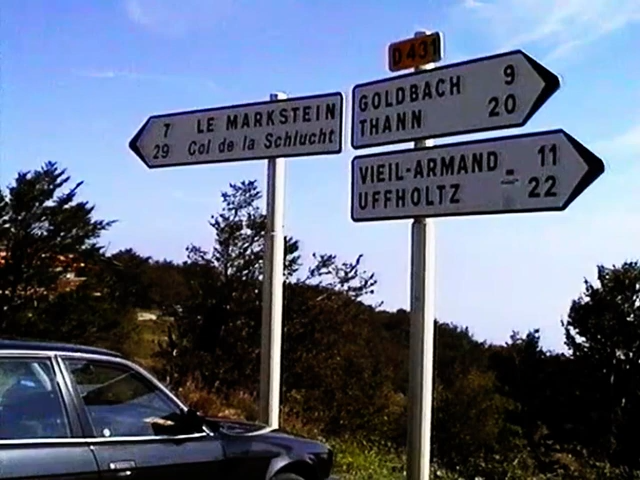 D 431
7 LE MARKSTEIN
29 Col de la Schlucht
GOLDBACH 9
THANN 20
VIEIL-ARMAND 11
UFFHOLTZ 22